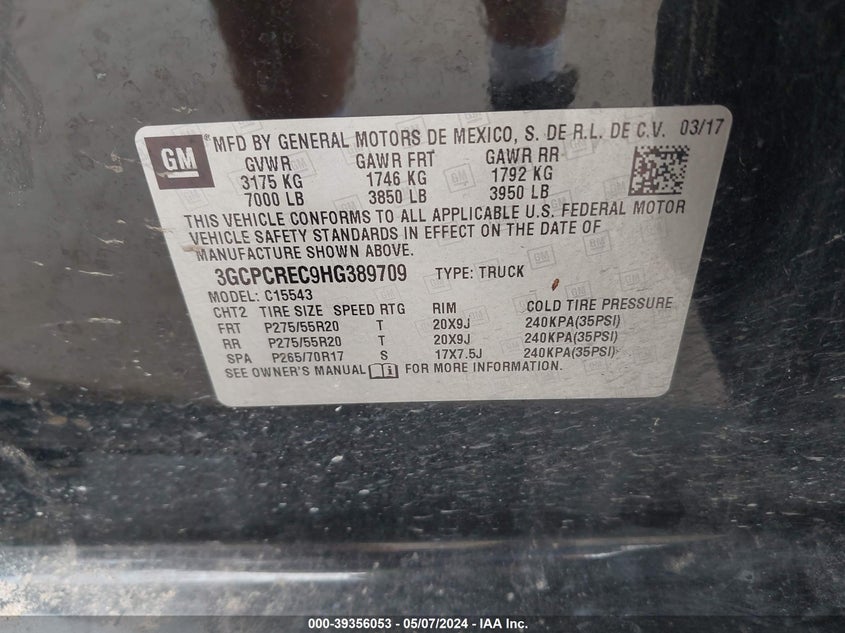 GM
*MFD BY GENERAL MOTORS DE MEXICO, S. DE R.L. DE C.V. 03/17
GVWR GAWR FRT GAWR RR
3175 KG 1746 KG 1792 KG
7000 LB 3850 LB 3950 LB
THIS VEHICLE CONFORMS TO ALL APPLICABLE U.S. FEDERAL MOTOR
VEHICLE SAFETY STANDARDS IN EFFECT ON THE DATE OF
MANUFACTURE SHOWN ABOVE.
3GCPCREC9HG389709 TYPE: TRUCK
MODEL: C15543
CHT2 TIRE SIZE SPEED RTG RIM COLD TIRE PRESSURE
FRT P275/55R20 T 20X9J 240KPA(35PSI)
RR P275/55R20 T 20X9J 240KPA(35PSI)
SPA P265/70R17 S 17X7.5J 240KPA(35PSI)
SEE OWNER'S MANUAL i FOR MORE INFORMATION.
000-39356053 - 05/07/2024 - IAA Inc.